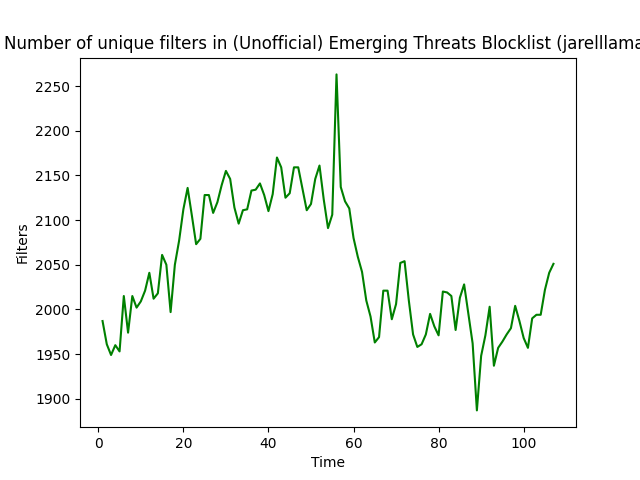 Number of unique filters in (Unofficial) Emerging Threats Blocklist (jarelllama
2250
2200
2150
2100
2050
2000
1950
1900
Filters
0 20 40 60 80 100
Time